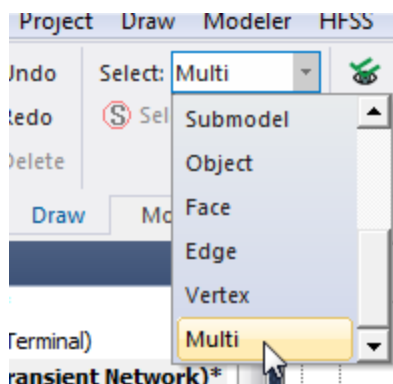 Project Draw Modeler HFSS
Undo Select: Multi
Redo Sel
Delete
Submodel
Object
Draw Mo
Face
Edge
Vertex
Terminal) Multi
ransient Network)*